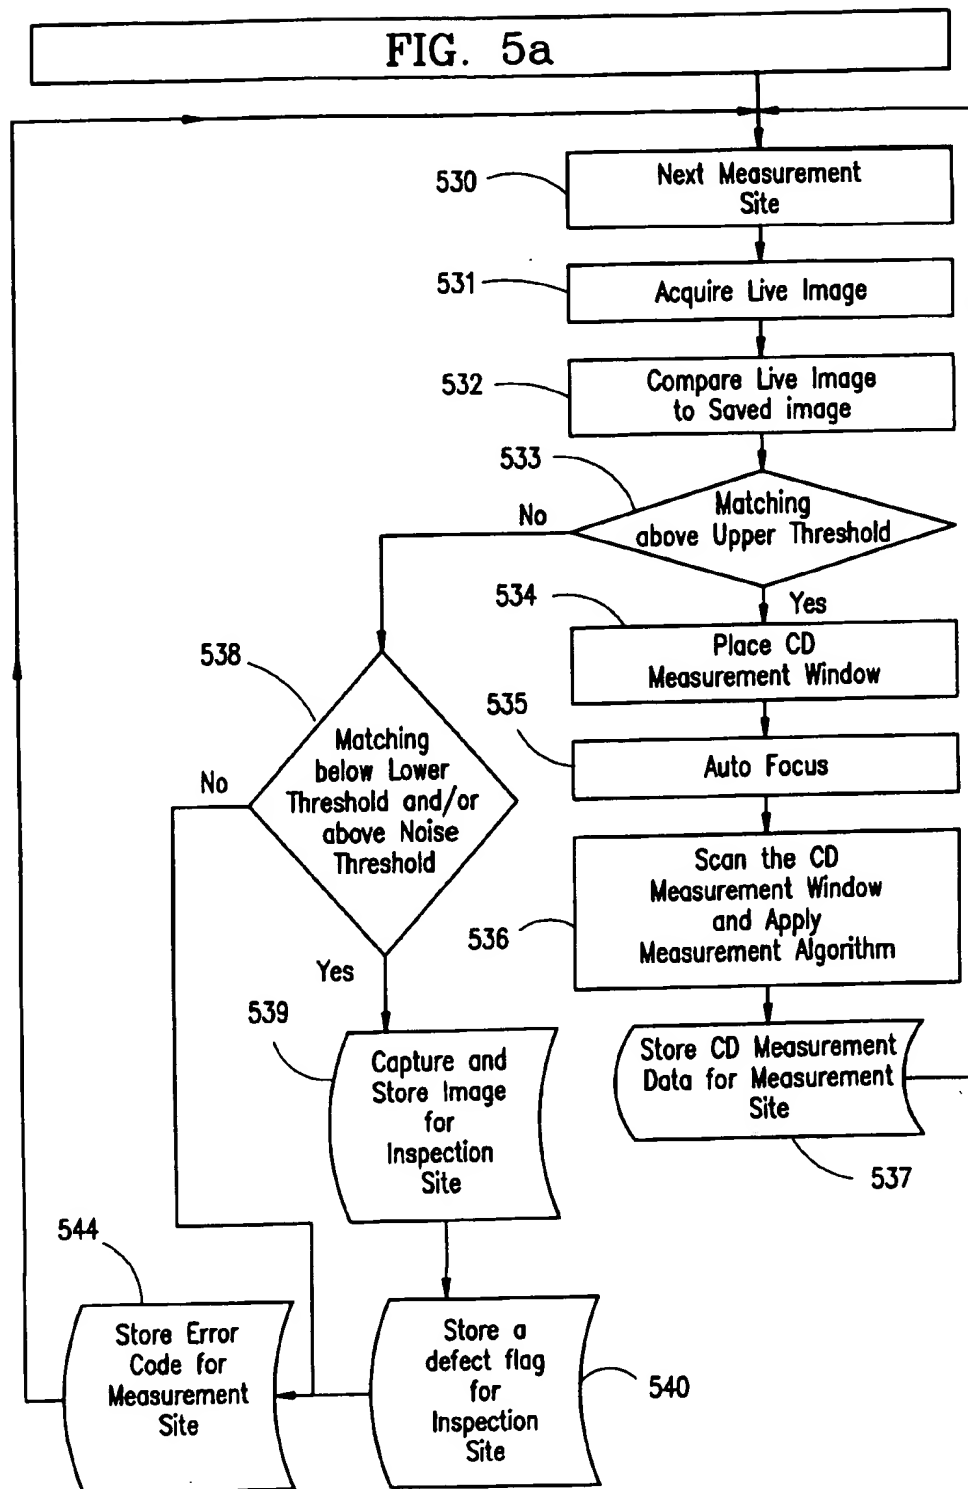 FIG. 5a
530
Next Measurement
Site
531
Acquire Live Image
532
Compare Live Image
to Saved image
533
Matching
above Upper Threshold
No
Yes
534
Place CD
Measurement Window
535
Auto Focus
536
Scan the CD
Measurement Window
and Apply
Measurement Algorithm
Store CD Measurement
Data for Measurement
Site
537
538
Matching
below Lower
Threshold and/or
above Noise
Threshold
No
Yes
539
Capture and
Store Image
for
Inspection
Site
544
Store Error
Code for
Measurement
Site
Store a
defect flag
for
Inspection
Site
540